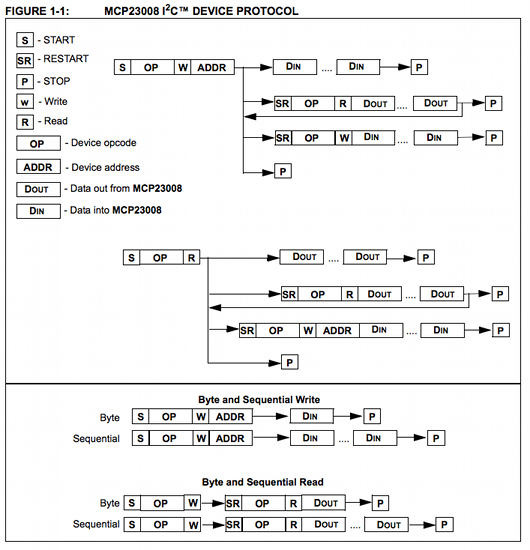 FIGURE 1-1: MCP23008 I2C™ DEVICE PROTOCOL
S - START
SR - RESTART
P - STOP
w - Write
R - Read
OP - Device opcode
ADDR - Device address
DOUT - Data out from MCP23008
DIN - Data into MCP23008
S OP W ADDR DIN .... DIN P
SR OP R DOUT .... DOUT P
SR OP W DIN .... DIN P
P
S OP R DOUT .... DOUT P
SR OP R DOUT .... DOUT P
SR OP W ADDR DIN .... DIN P
P
Byte and Sequential Write
Byte S OP W ADDR DIN P
Sequential S OP W ADDR DIN .... DIN P
Byte and Sequential Read
Byte S OP W SR OP R DOUT P
Sequential S OP W SR OP R DOUT .... DOUT P